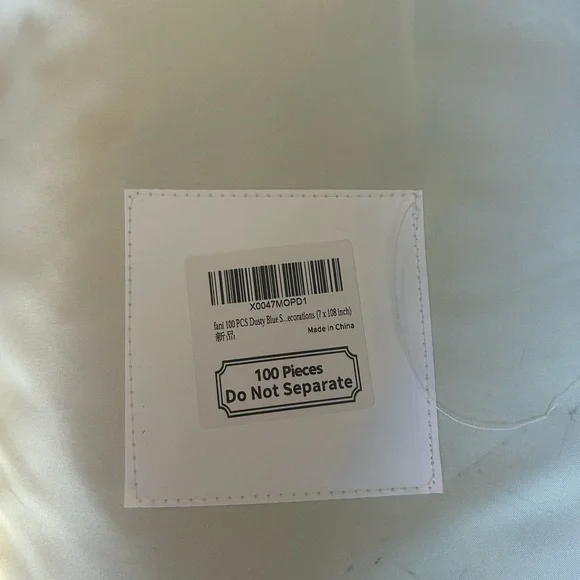 X0047MOPD1
fani 100 PCS Dusty Blue S...ecorations (7 x 108 inch)
新品
Made in China
100 Pieces
Do Not Separate